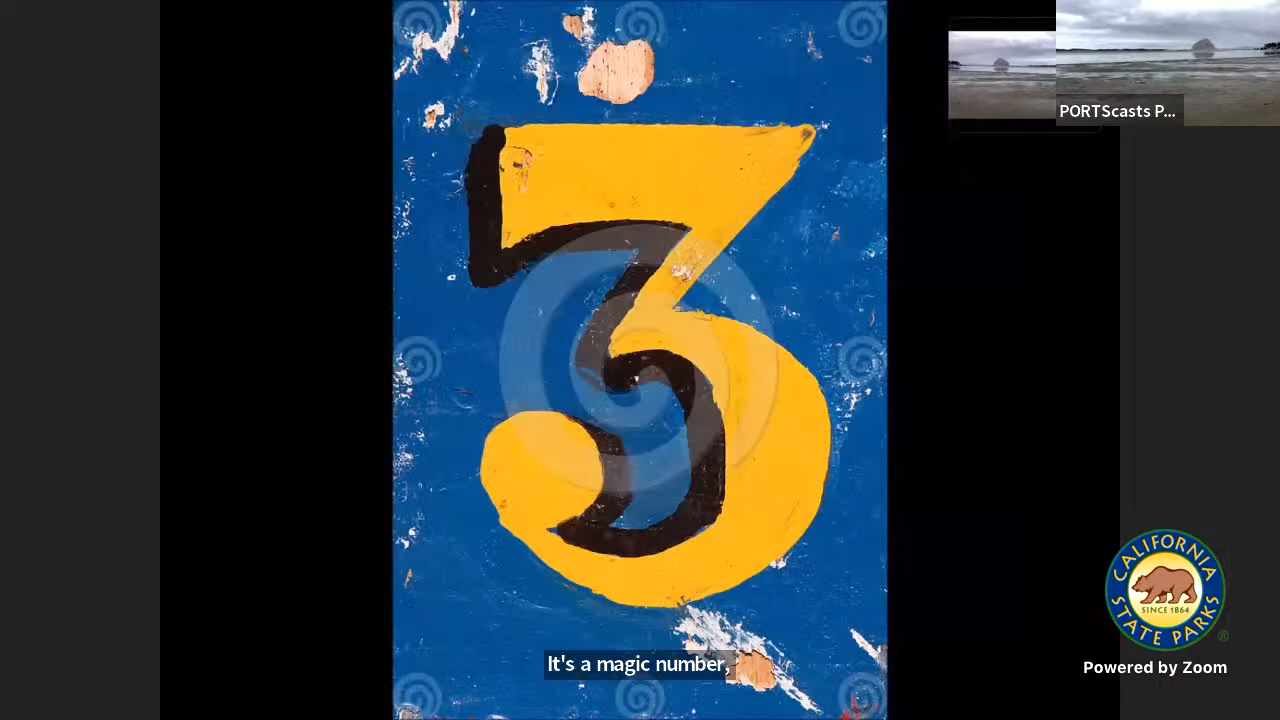 PORTScasts P...
3
CALIFORNIA
STATE PARKS
SINCE 1864
®
It's a magic number,
Powered by Zoom